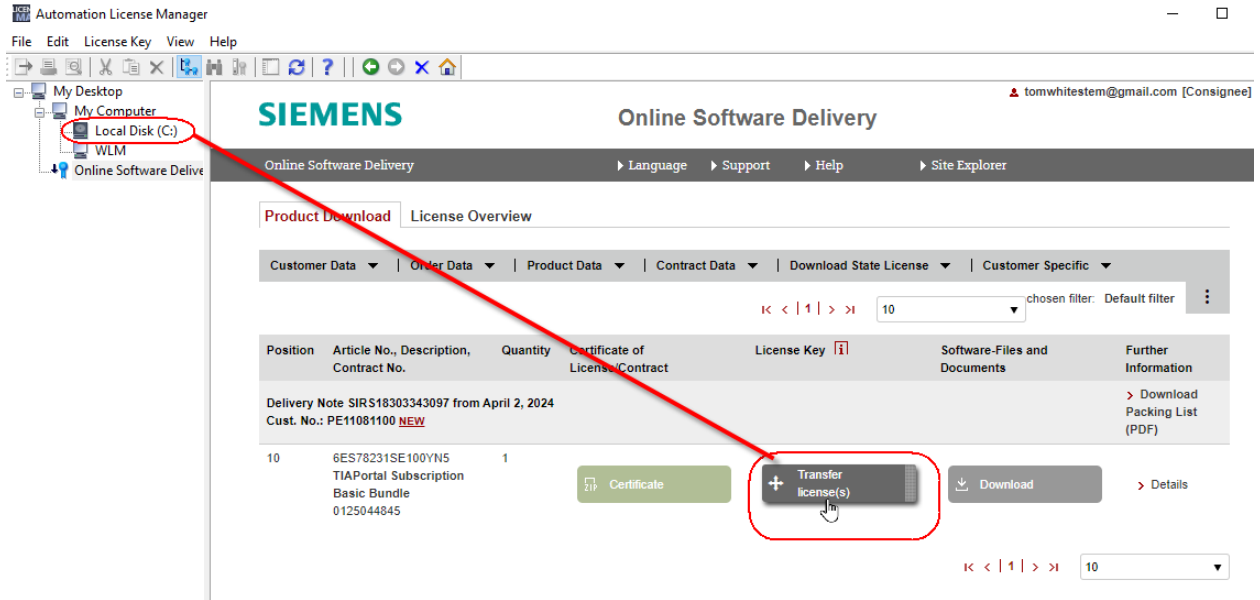 Automation License Manager
File Edit License Key View Help
My Desktop
My Computer
Local Disk (C:)
WLM
Online Software Delive
tomwhitestem@gmail.com [Consignee]
SIEMENS
Online Software Delivery
Online Software Delivery
Language
Support
Help
Site Explorer
Product Download
License Overview
Customer Data | Order Data | Product Data | Contract Data | Download State License | Customer Specific
1
10
chosen filter: Default filter
Position
Article No., Description,
Contract No.
Quantity
Certificate of
License/Contract
License Key
Software-Files and
Documents
Further
Information
Delivery Note SIRS18303343097 from April 2, 2024
Cust. No.: PE11081100 NEW
Download
Packing List
(PDF)
10
6ES78231SE100YN5
TIAPortal Subscription
Basic Bundle
0125044845
1
ZIP
Certificate
Transfer
license(s)
Download
Details
1
10